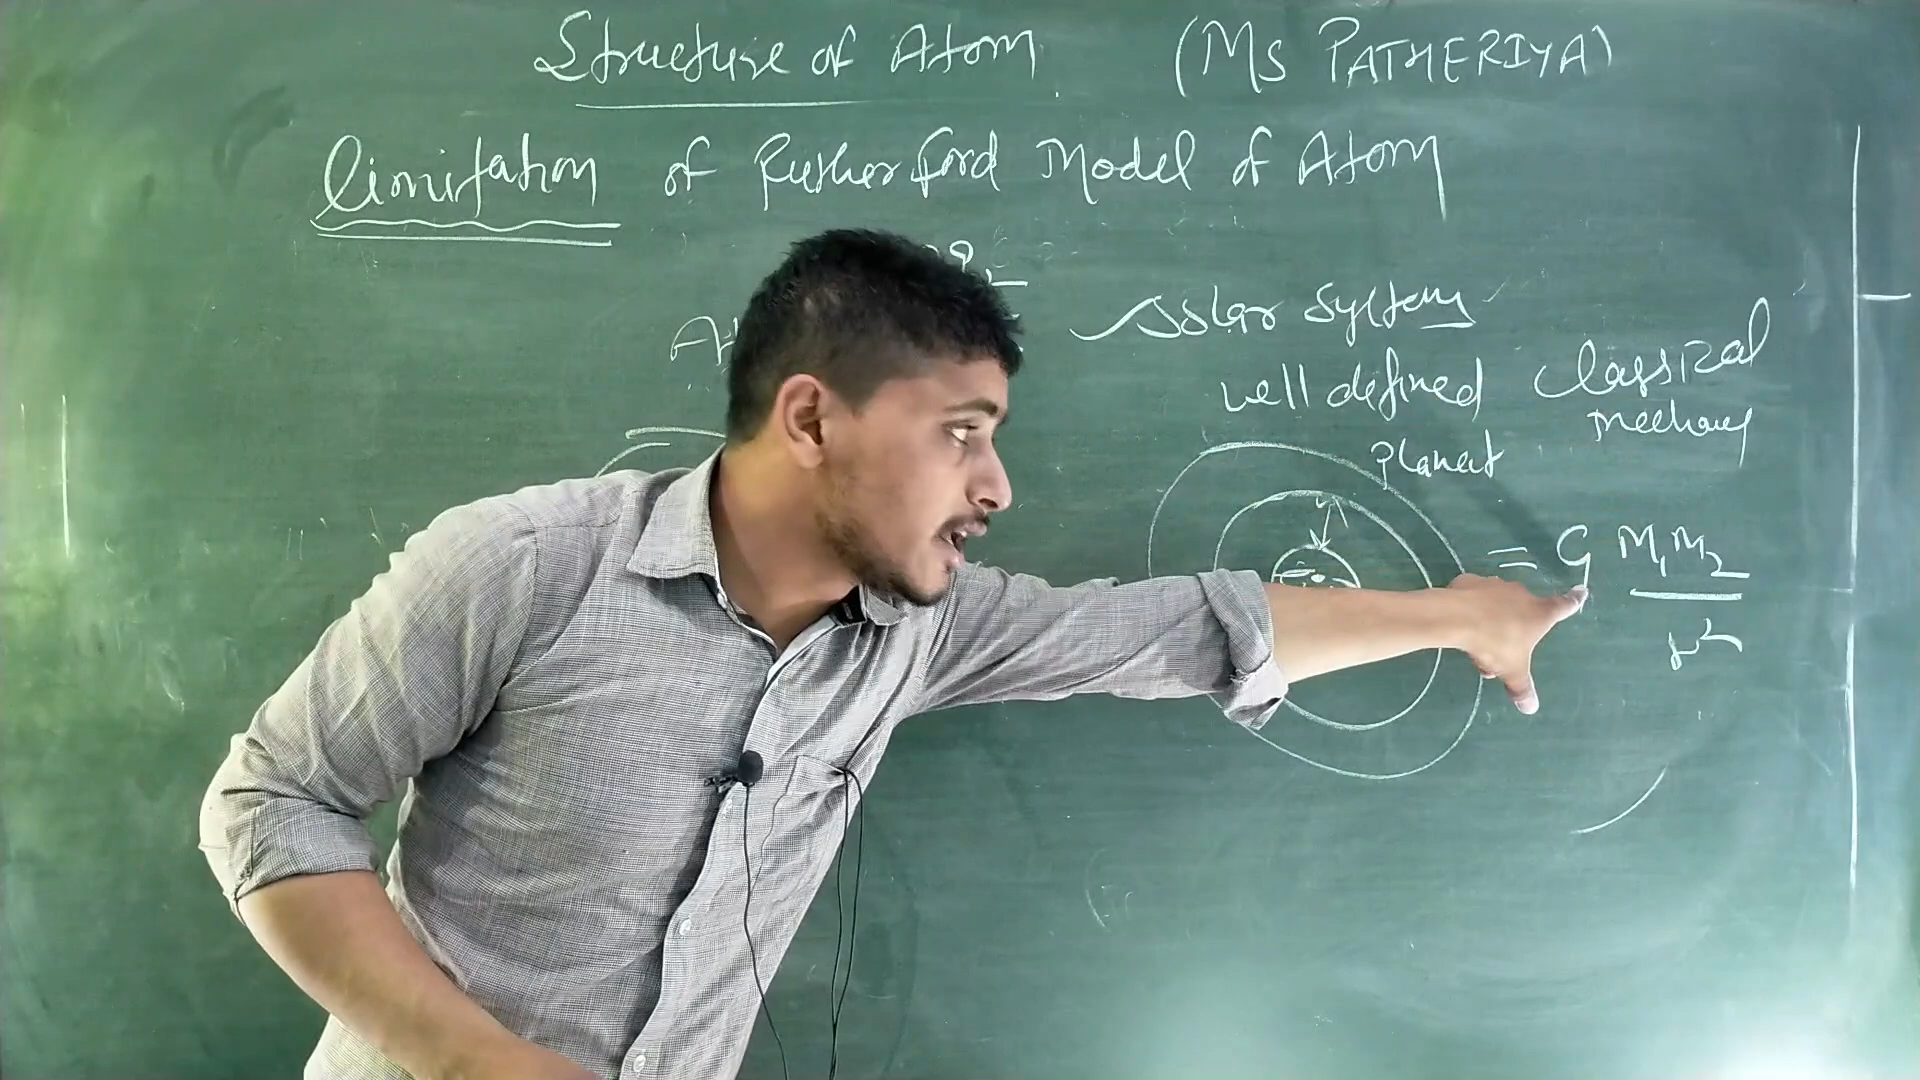 Structure of Atom (MS PATHERIYA)
limitation of Rutherford Model of Atom
Solar System
well defined Classical
planet
= G M1M2
r2